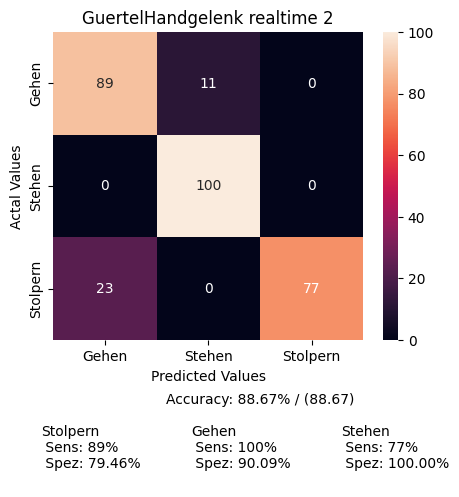 GuertelHandgelenk realtime 2
Actal Values
Gehen
89
11
0
Stehen
0
100
0
Stolpern
23
0
77
Gehen
Stehen
Stolpern
Predicted Values
100
80
60
40
20
0
Accuracy: 88.67% / (88.67)
Stolpern
Sens: 89%
Spez: 79.46%
Gehen
Sens: 100%
Spez: 90.09%
Stehen
Sens: 77%
Spez: 100.00%